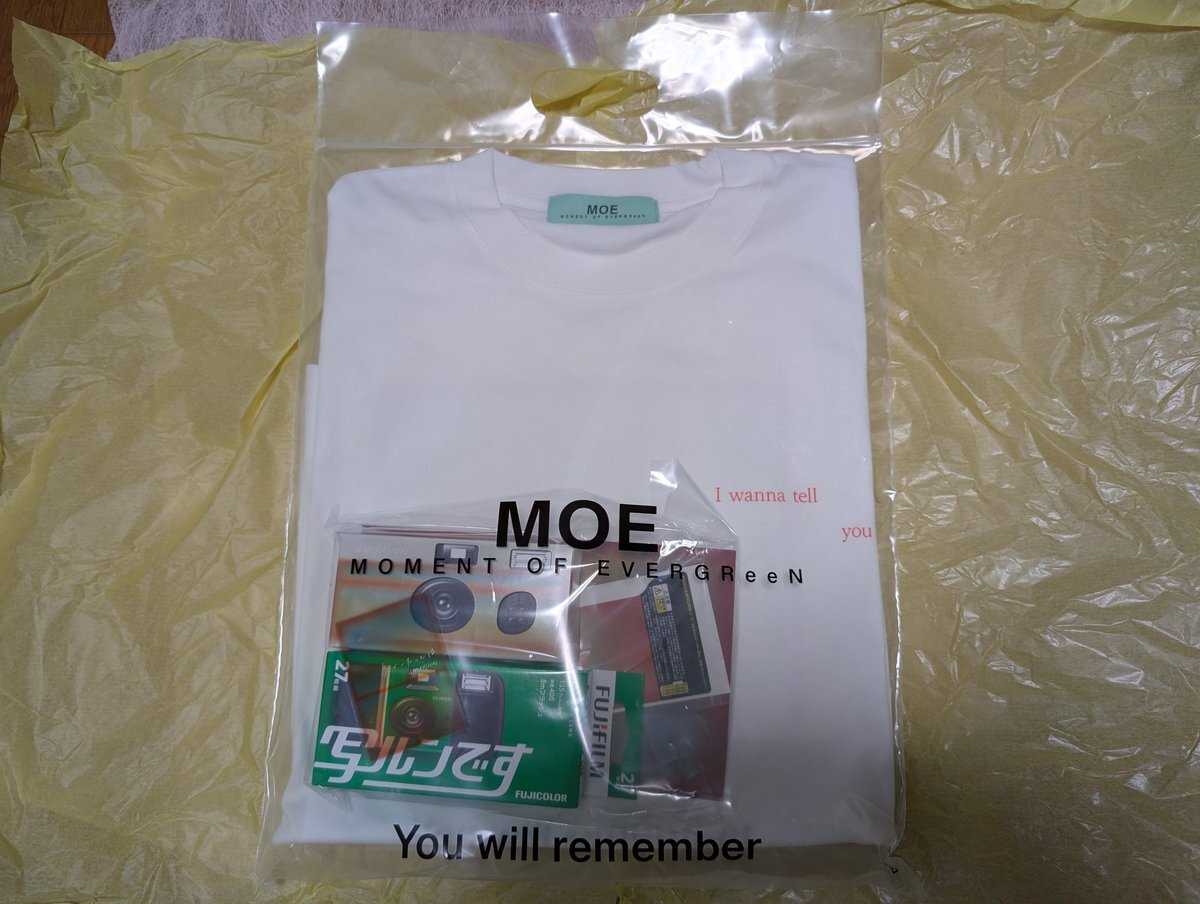 MOE
MOMENT OF EVERGReeN
I wanna tell
you
MOE
MOMENT OF EVERGReeN
27
写ルンです
FUJICOLOR
FUJIFILM
You will remember